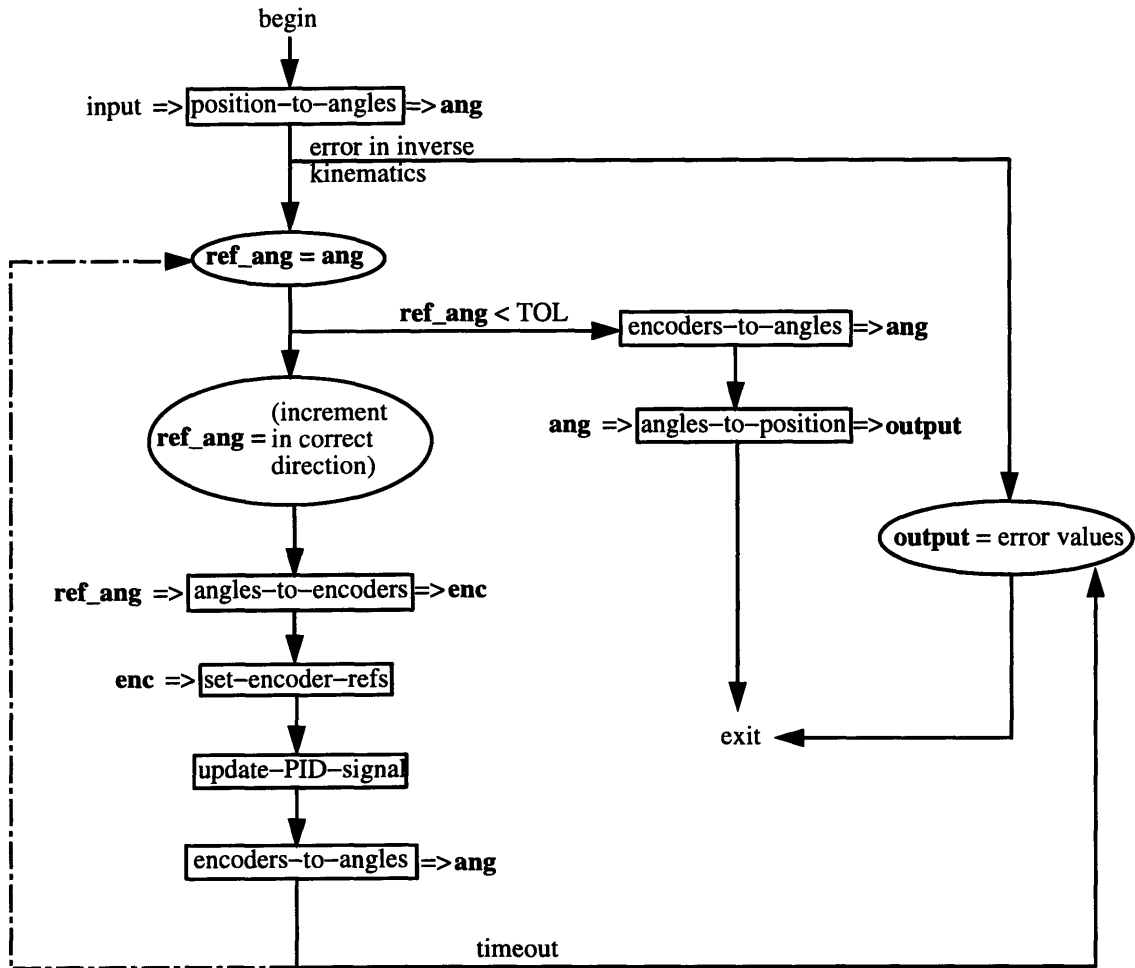 begin
input => position-to-angles => ang
error in inverse
kinematics
ref_ang = ang
ref_ang < TOL
encoders-to-angles => ang
ang => angles-to-position => output
ref_ang = (increment
in correct
direction)
output = error values
ref_ang => angles-to-encoders => enc
enc => set-encoder-refs
exit
update-PID-signal
encoders-to-angles => ang
timeout